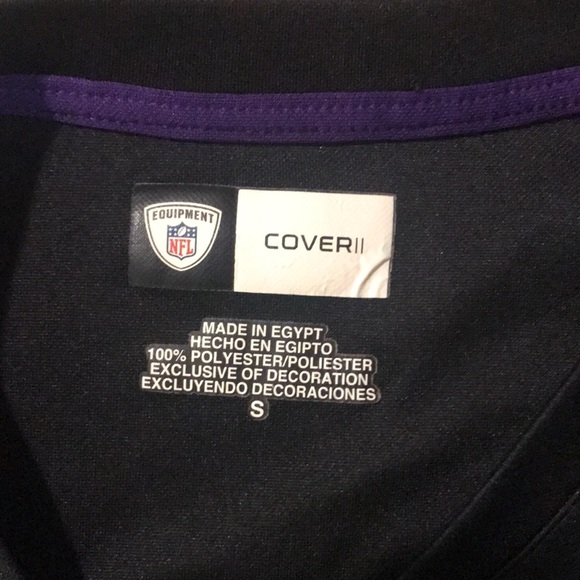 EQUIPMENT
NFL
COVERII
MADE IN EGYPT
HECHO EN EGIPTO
100% POLYESTER/POLIESTER
EXCLUSIVE OF DECORATION
EXCLUYENDO DECORACIONES
S